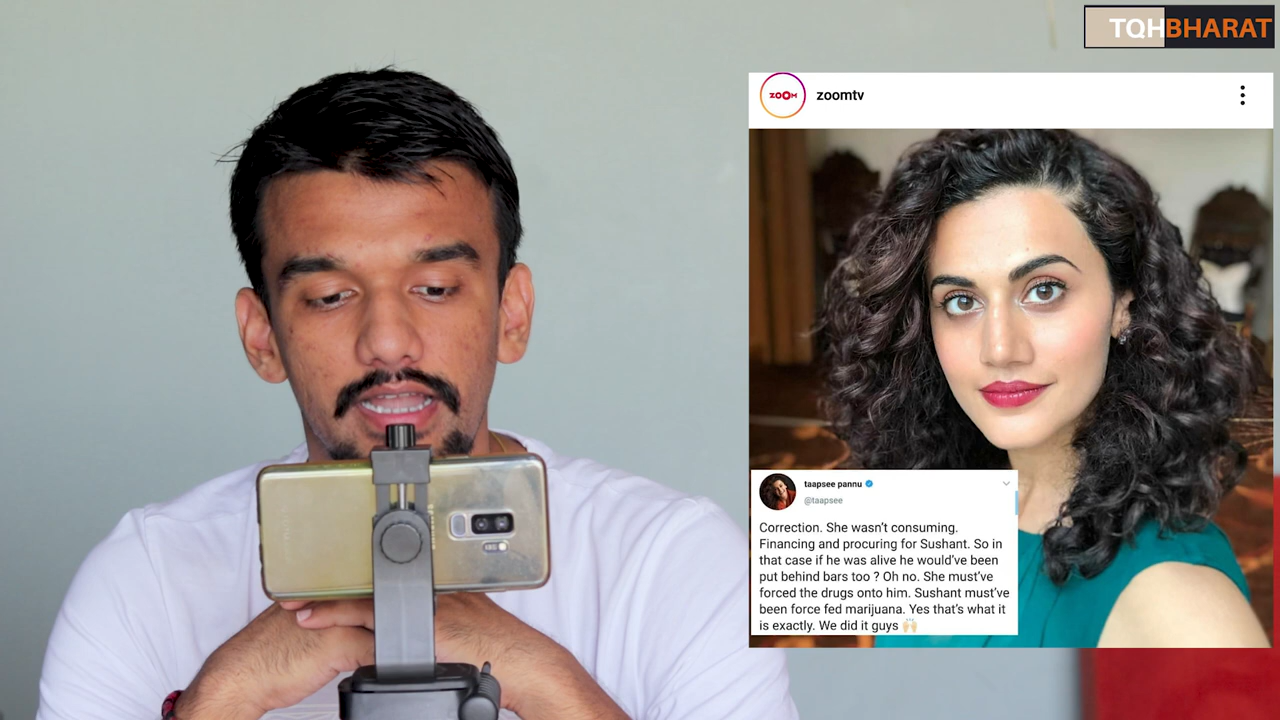 TQHBHARAT
ZOOM
zoomtv
taapsee pannu
@taapsee
Correction. She wasn't consuming.
Financing and procuring for Sushant. So in
that case if he was alive he would've been
put behind bars too ? Oh no. She must've
forced the drugs onto him. Sushant must've
been force fed marijuana. Yes that's what it
is exactly. We did it guys 🙌🏻